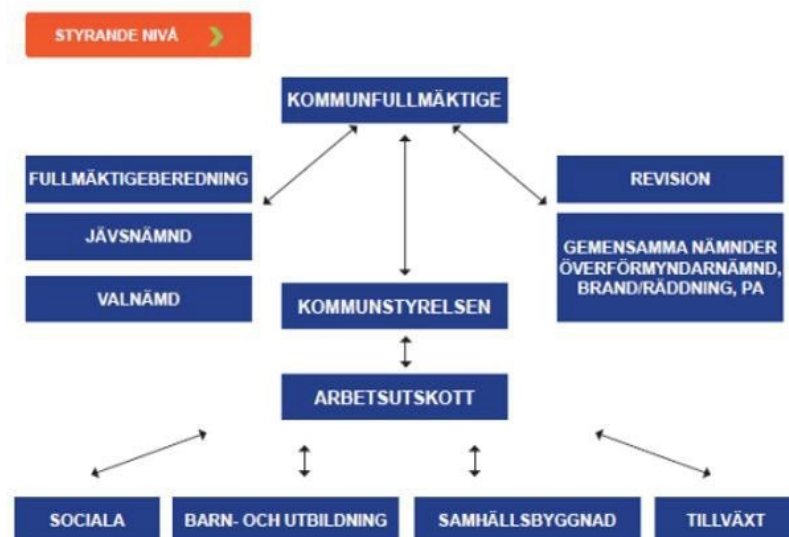 STYRANDE NIVÅ
KOMMUNFULLMÄKTIGE
FULLMÄKTIGEBEREDNING
JÄVSNÄMND
VALNÄMD
REVISION
GEMENSAMMA NÄMNDER
ÖVERFÖRMYNDARNÄMND,
BRAND/RÄDDNING, PA
KOMMUNSTYRELSEN
ARBETSUTSKOTT
SOCIALA
BARN- OCH UTBILDNING
SAMHÄLLSBYGGNAD
TILLVÄXT